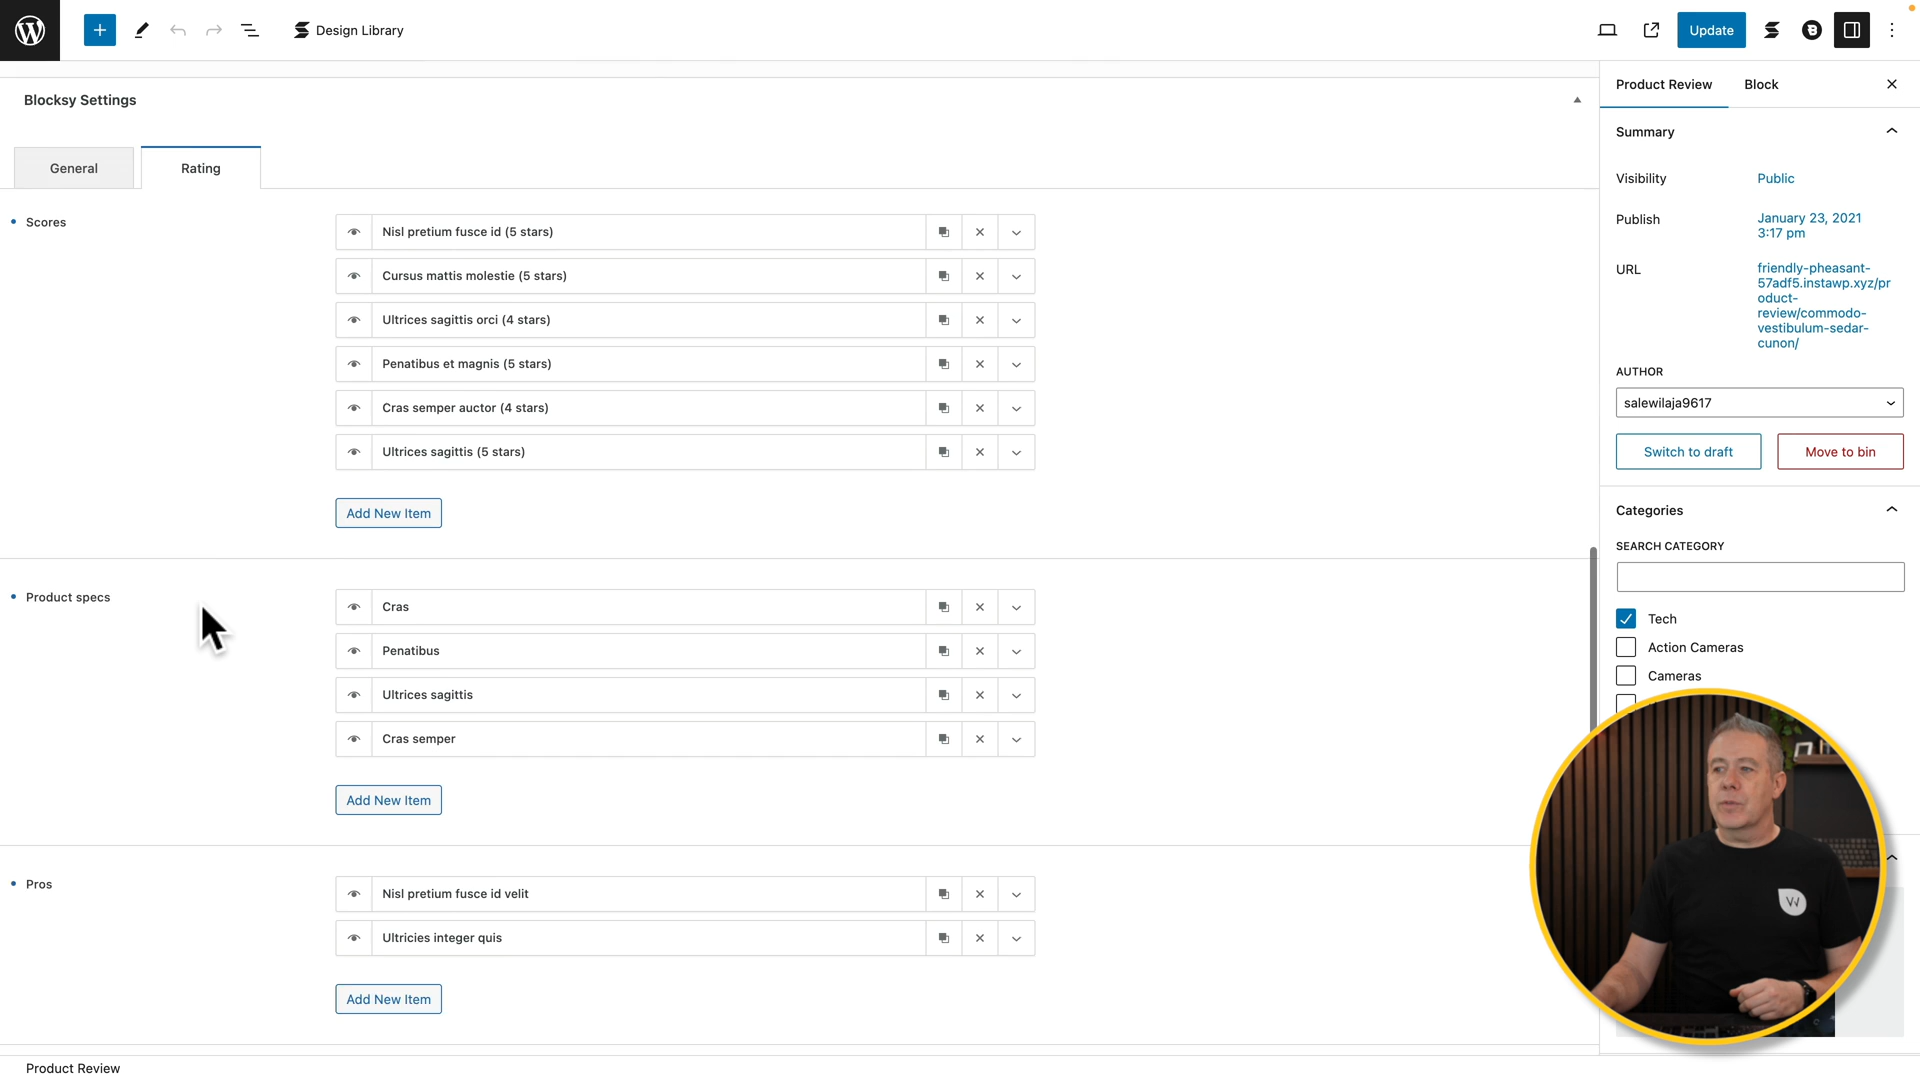 Design Library
Update
Blocksy Settings
General
Rating
Scores
Nisl pretium fusce id (5 stars)
Cursus mattis molestie (5 stars)
Ultrices sagittis orci (4 stars)
Penatibus et magnis (5 stars)
Cras semper auctor (4 stars)
Ultrices sagittis (5 stars)
Add New Item
Product specs
Cras
Penatibus
Ultrices sagittis
Cras semper
Add New Item
Pros
Nisl pretium fusce id velit
Ultricies integer quis
Add New Item
Product Review
Product Review
Block
Summary
Visibility
Public
Publish
January 23, 2021
3:17 pm
URL
friendly-pheasant-
57adf5.instawp.xyz/pr
oduct-
review/commodo-
vestibulum-sedar-
cunon/
AUTHOR
salewilaja9617
Switch to draft
Move to bin
Categories
SEARCH CATEGORY
Tech
Action Cameras
Cameras
W